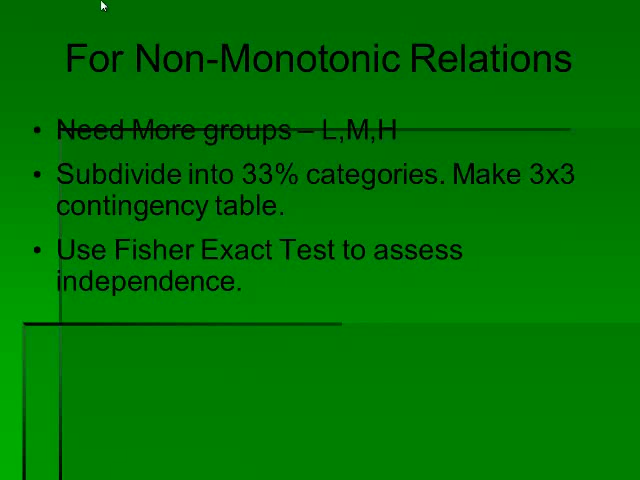 For Non-Monotonic Relations
• Need More groups – L,M,H
• Subdivide into 33% categories. Make 3x3
contingency table.
• Use Fisher Exact Test to assess
independence.